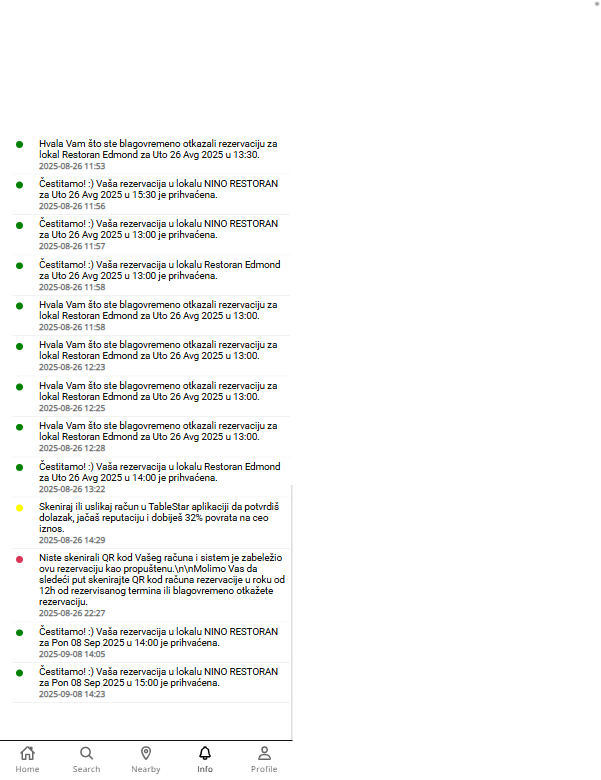 Hvala Vam što ste blagovremeno otkazali rezervaciju za
lokal Restoran Edmond za Uto 26 Avg 2025 u 13:30.
2025-08-26 11:53
Čestitamo! :) Vaša rezervacija u lokalu NINO RESTORAN
za Uto 26 Avg 2025 u 15:30 je prihvaćena.
2025-08-26 11:56
Čestitamo! :) Vaša rezervacija u lokalu NINO RESTORAN
za Uto 26 Avg 2025 u 13:00 je prihvaćena.
2025-08-26 11:57
Čestitamo! :) Vaša rezervacija u lokalu Restoran Edmond
za Uto 26 Avg 2025 u 13:00 je prihvaćena.
2025-08-26 11:58
Hvala Vam što ste blagovremeno otkazali rezervaciju za
lokal Restoran Edmond za Uto 26 Avg 2025 u 13:00.
2025-08-26 11:58
Hvala Vam što ste blagovremeno otkazali rezervaciju za
lokal Restoran Edmond za Uto 26 Avg 2025 u 13:00.
2025-08-26 12:23
Hvala Vam što ste blagovremeno otkazali rezervaciju za
lokal Restoran Edmond za Uto 26 Avg 2025 u 13:00.
2025-08-26 12:25
Hvala Vam što ste blagovremeno otkazali rezervaciju za
lokal Restoran Edmond za Uto 26 Avg 2025 u 13:00.
2025-08-26 12:28
Čestitamo! :) Vaša rezervacija u lokalu Restoran Edmond
za Uto 26 Avg 2025 u 14:00 je prihvaćena.
2025-08-26 13:22
Skeniraj ili uslikaj račun u TableStar aplikaciji da potvrdiš
dolazak, jačaš reputaciju i dobiješ 32% povrata na ceo
iznos.
2025-08-26 14:29
Niste skenirali QR kod Vašeg računa i sistem je zabeležio
ovu rezervaciju kao propuštenu.\n\nMolimo Vas da
sledeći put skenirajte QR kod računa rezervacije u roku od
12h od rezervisanog termina ili blagovremeno otkažete
rezervaciju.
2025-08-26 22:27
Čestitamo! :) Vaša rezervacija u lokalu NINO RESTORAN
za Pon 08 Sep 2025 u 14:00 je prihvaćena.
2025-09-08 14:05
Čestitamo! :) Vaša rezervacija u lokalu NINO RESTORAN
za Pon 08 Sep 2025 u 15:00 je prihvaćena.
2025-09-08 14:23
Home Search Nearby Info Profile